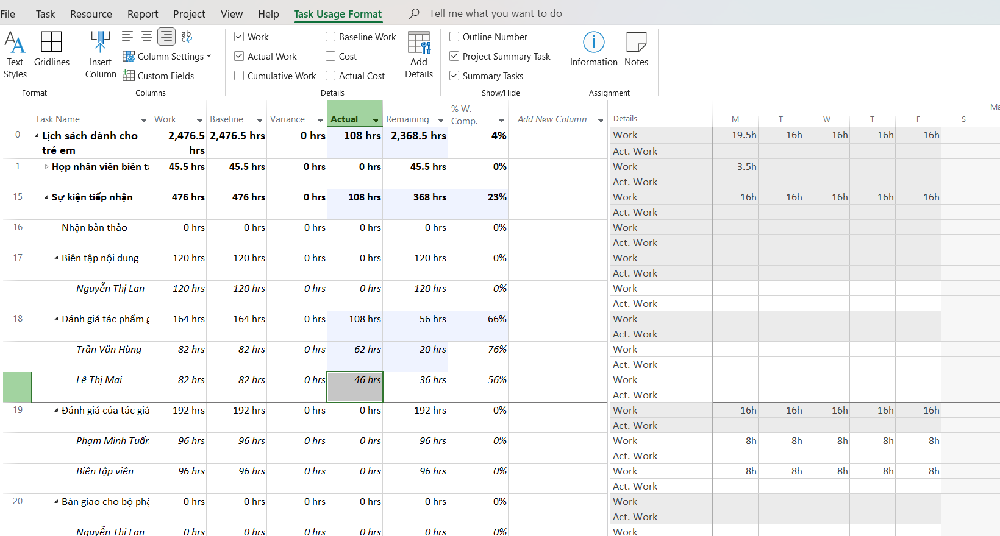 File Task Resource Report Project View Help Task Usage Format Tell me what you want to do
Text Styles
Gridlines
Format
Insert Column
ab
Column Settings
Custom Fields
Columns
Work
Actual Work
Cumulative Work
Baseline Work
Cost
Actual Cost
Add Details
Details
Outline Number
Project Summary Task
Summary Tasks
Show/Hide
Information
Notes
Assignment
Task Name Work Baseline Variance Actual Remaining % W. Comp. Add New Column Details M T W T F S Ma
0 Lịch sách dành cho trẻ em 2,476.5 hrs 2,476.5 hrs 0 hrs 108 hrs 2,368.5 hrs 4% Work 19.5h 16h 16h 16h 16h
Act. Work
1 Họp nhân viên biên tậ 45.5 hrs 45.5 hrs 0 hrs 0 hrs 45.5 hrs 0% Work 3.5h
Act. Work
15 Sự kiện tiếp nhận 476 hrs 476 hrs 0 hrs 108 hrs 368 hrs 23% Work 16h 16h 16h 16h 16h
Act. Work
16 Nhận bản thảo 0 hrs 0 hrs 0 hrs 0 hrs 0 hrs 0% Work
Act. Work
17 Biên tập nội dung 120 hrs 120 hrs 0 hrs 0 hrs 120 hrs 0% Work
Act. Work
Nguyễn Thị Lan 120 hrs 120 hrs 0 hrs 0 hrs 120 hrs 0% Work
Act. Work
18 Đánh giá tác phẩm g 164 hrs 164 hrs 0 hrs 108 hrs 56 hrs 66% Work
Act. Work
Trần Văn Hùng 82 hrs 82 hrs 0 hrs 62 hrs 20 hrs 76% Work
Act. Work
Lê Thị Mai 82 hrs 82 hrs 0 hrs 46 hrs 36 hrs 56% Work
Act. Work
19 Đánh giá của tác giả 192 hrs 192 hrs 0 hrs 0 hrs 192 hrs 0% Work 16h 16h 16h 16h 16h
Act. Work
Phạm Minh Tuấn 96 hrs 96 hrs 0 hrs 0 hrs 96 hrs 0% Work 8h 8h 8h 8h 8h
Act. Work
Biên tập viên 96 hrs 96 hrs 0 hrs 0 hrs 96 hrs 0% Work 8h 8h 8h 8h 8h
Act. Work
20 Bàn giao cho bộ phậ 0 hrs 0 hrs 0 hrs 0 hrs 0 hrs 0% Work
Act. Work
Nguyễn Thị Lan 0 hrs 0 hrs 0 hrs 0 hrs 0 hrs 0% Work